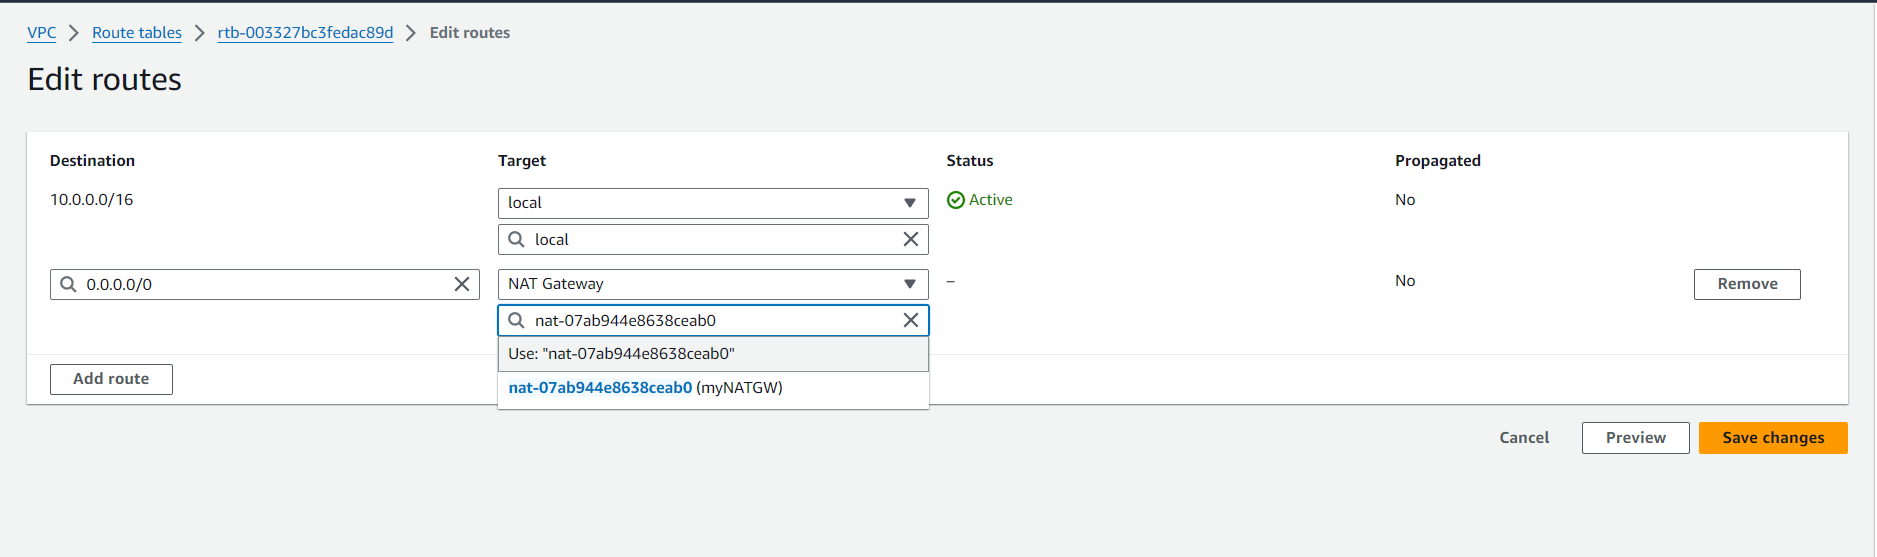 VPC > Route tables > rtb-003327bc3fedac89d > Edit routes
Edit routes
Destination Target Status Propagated
10.0.0.0/16 local Active No
local
0.0.0.0/0 NAT Gateway – No Remove
nat-07ab944e8638ceab0
Use: "nat-07ab944e8638ceab0"
Add route
nat-07ab944e8638ceab0 (myNATGW)
Cancel Preview Save changes